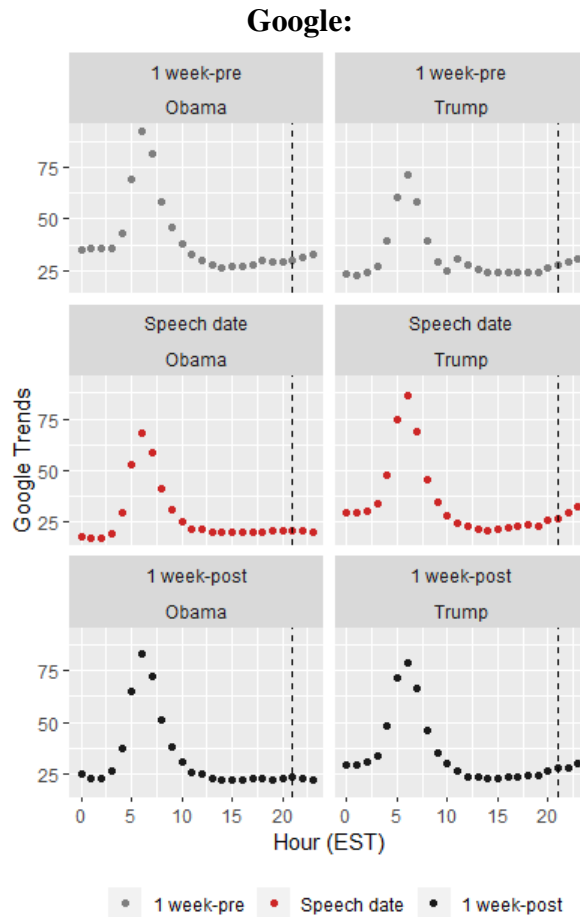 Google:
1 week-pre
Obama
1 week-pre
Trump
75
50
25
Speech date
Obama
Speech date
Trump
75
50
25
Google Trends
1 week-post
Obama
1 week-post
Trump
75
50
25
0 5 10 15 20 0 5 10 15 20
Hour (EST)
1 week-pre Speech date 1 week-post